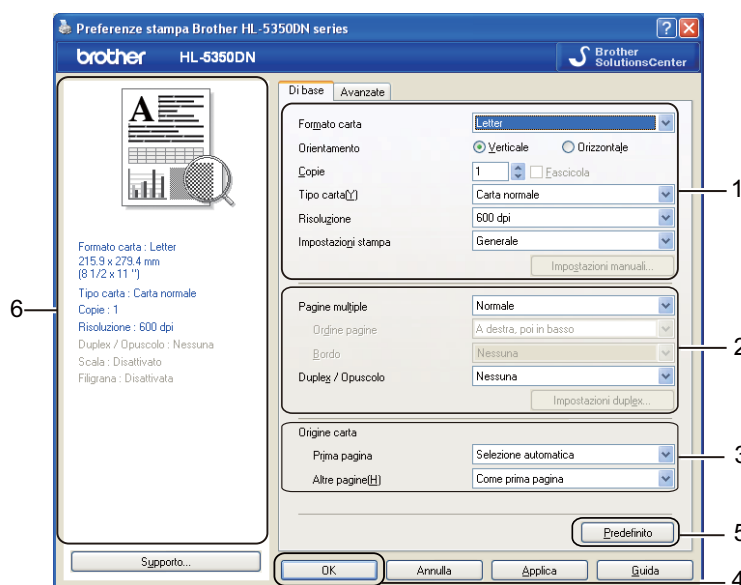 Preferenze stampa Brother HL-5350DN series
brother HL-5350DN
Brother
SolutionsCenter
Di base Avanzate
A
Formato carta Letter
Orientamento Verticale Orizzontale
Copie 1 Fascicola
Tipo carta(Y) Carta normale
Risoluzione 600 dpi
Impostazioni stampa Generale
Impostazioni manuali...
1
Formato carta : Letter
215.9 x 279.4 mm
(8 1/2 x 11 ")
Tipo carta : Carta normale
Copie : 1
Risoluzione : 600 dpi
Duplex / Opuscolo : Nessuna
Scala : Disattivato
Filigrana : Disattivata
6
Pagine multiple Normale
Ordine pagine A destra, poi in basso
Bordo Nessuna
Duplex / Opuscolo Nessuna
Impostazioni duplex...
2
Origine carta
Prima pagina Selezione automatica
Altre pagine(H) Come prima pagina
3
Predefinito
5
Supporto...
OK Annulla Applica Guida
4